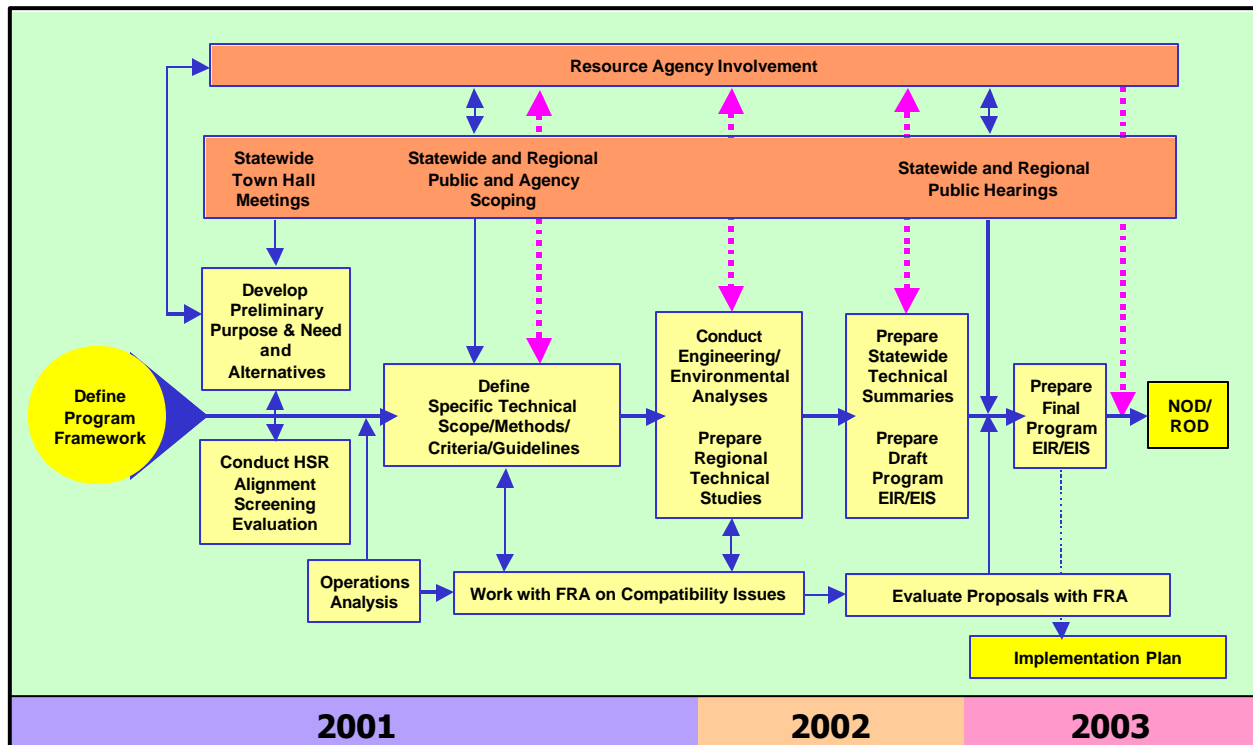 Resource Agency Involvement
Statewide
Town Hall
Meetings
Statewide and Regional
Public and Agency
Scoping
Statewide and Regional
Public Hearings
Develop
Preliminary
Purpose & Need
and
Alternatives
Define
Program
Framework
Conduct HSR
Alignment
Screening
Evaluation
Define
Specific Technical
Scope/Methods/
Criteria/Guidelines
Conduct
Engineering/
Environmental
Analyses
Prepare
Regional
Technical
Studies
Prepare
Statewide
Technical
Summaries
Prepare
Draft
Program
EIR/EIS
Prepare
Final
Program
EIR/EIS
NOD/
ROD
Operations
Analysis
Work with FRA on Compatibility Issues
Evaluate Proposals with FRA
Implementation Plan
2001
2002
2003